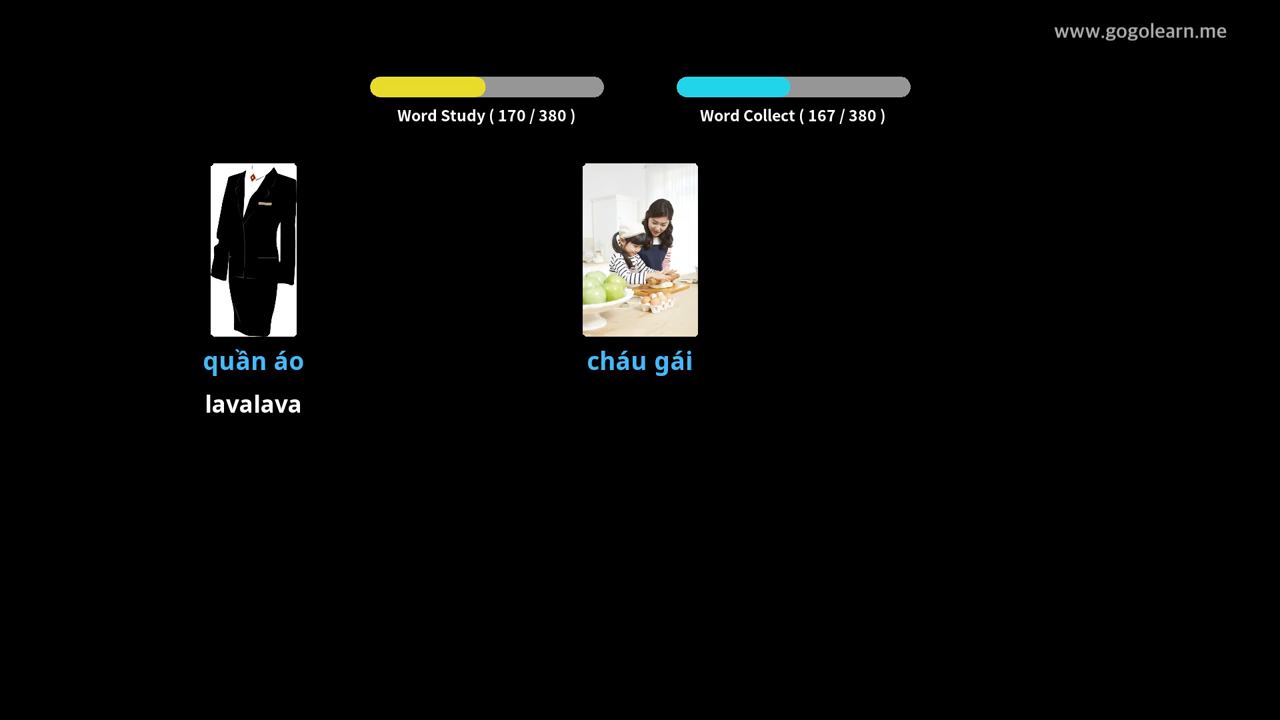 www.gogolearn.me
Word Study ( 170 / 380 )
Word Collect ( 167 / 380 )
quần áo
cháu gái
lavalava